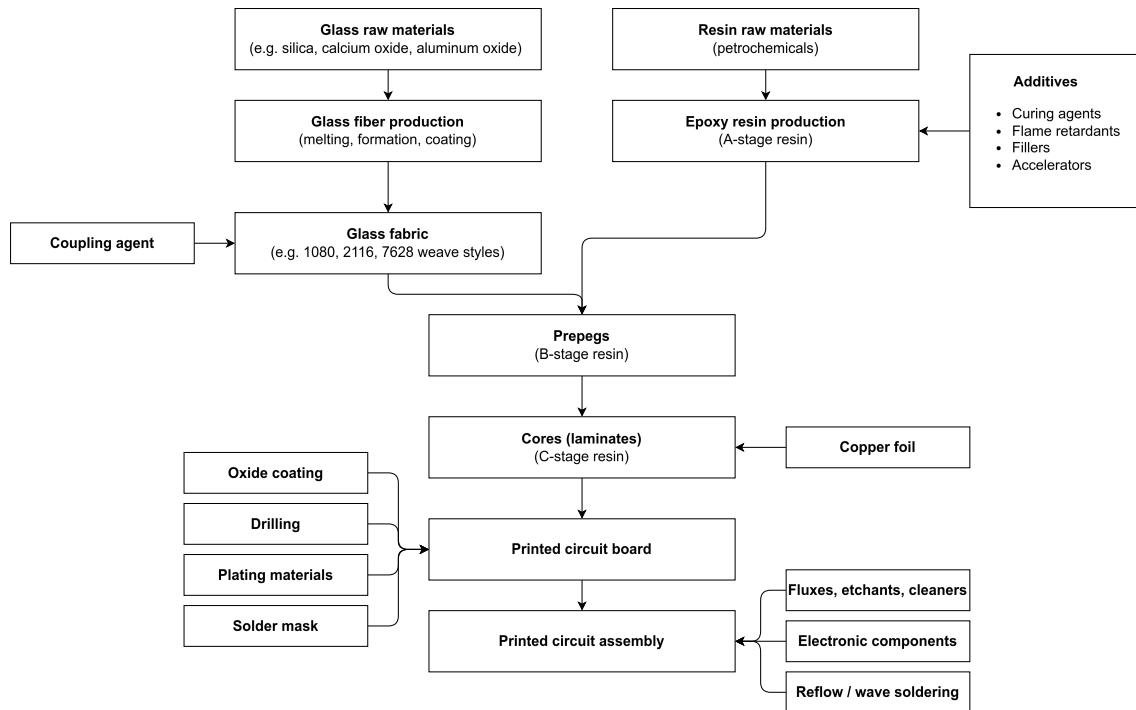 Glass raw materials
(e.g. silica, calcium oxide, aluminum oxide)
Resin raw materials
(petrochemicals)
Additives
• Curing agents
• Flame retardants
• Fillers
• Accelerators
Glass fiber production
(melting, formation, coating)
Epoxy resin production
(A-stage resin)
Coupling agent
Glass fabric
(e.g. 1080, 2116, 7628 weave styles)
Prepegs
(B-stage resin)
Cores (laminates)
(C-stage resin)
Copper foil
Oxide coating
Drilling
Plating materials
Solder mask
Printed circuit board
Printed circuit assembly
Fluxes, etchants, cleaners
Electronic components
Reflow / wave soldering